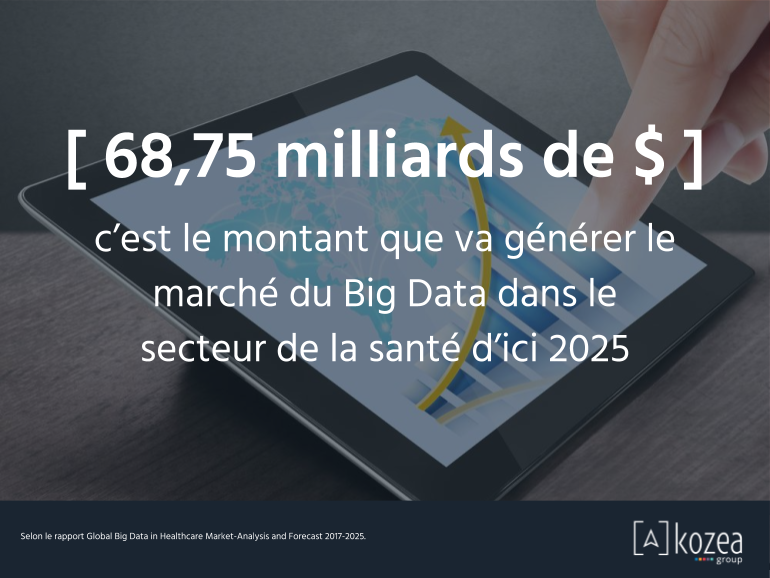 [ 68,75 milliards de $ ]
c’est le montant que va générer le
marché du Big Data dans le
secteur de la santé d’ici 2025
Selon le rapport Global Big Data in Healthcare Market-Analysis and Forecast 2017-2025.
[A] kozea
group